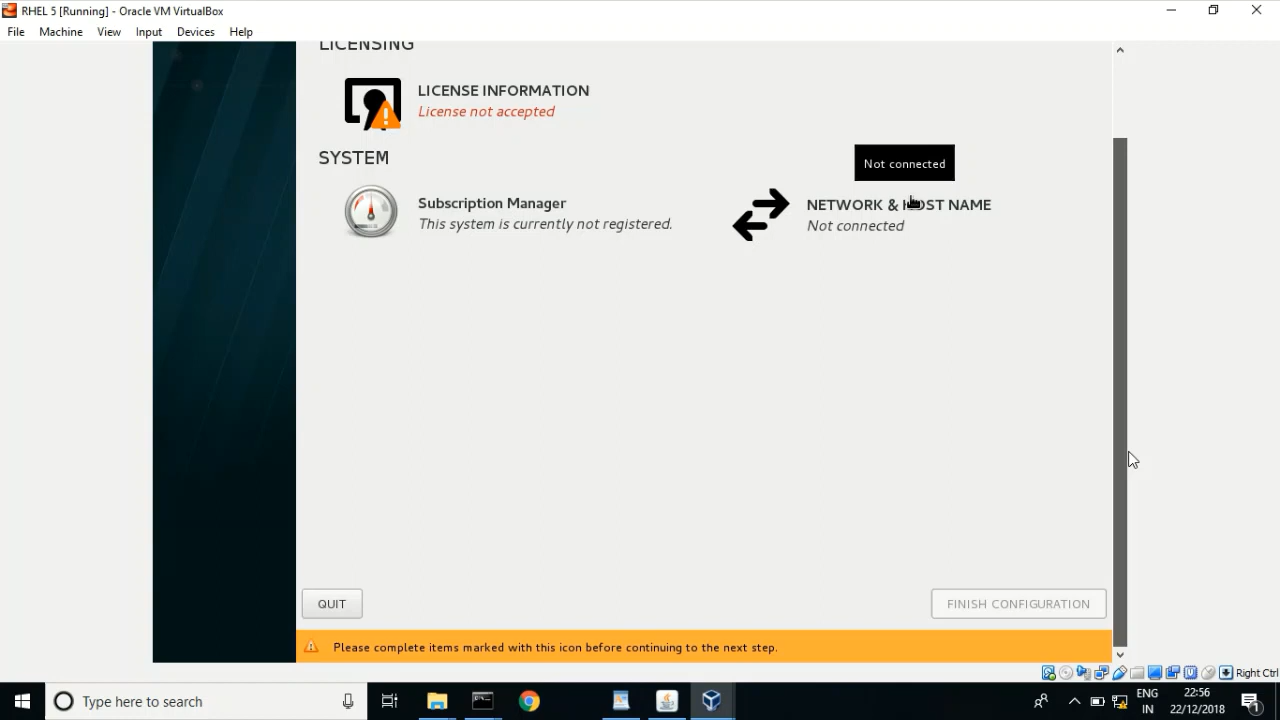 RHEL 5 [Running] - Oracle VM VirtualBox
File Machine View Input Devices Help
LICENSING
LICENSE INFORMATION
License not accepted
SYSTEM
Not connected
Subscription Manager
This system is currently not registered.
NETWORK & HOST NAME
Not connected
QUIT
FINISH CONFIGURATION
Please complete items marked with this icon before continuing to the next step.
Right Ctrl
Type here to search
ENG
IN
22:56
22/12/2018
1